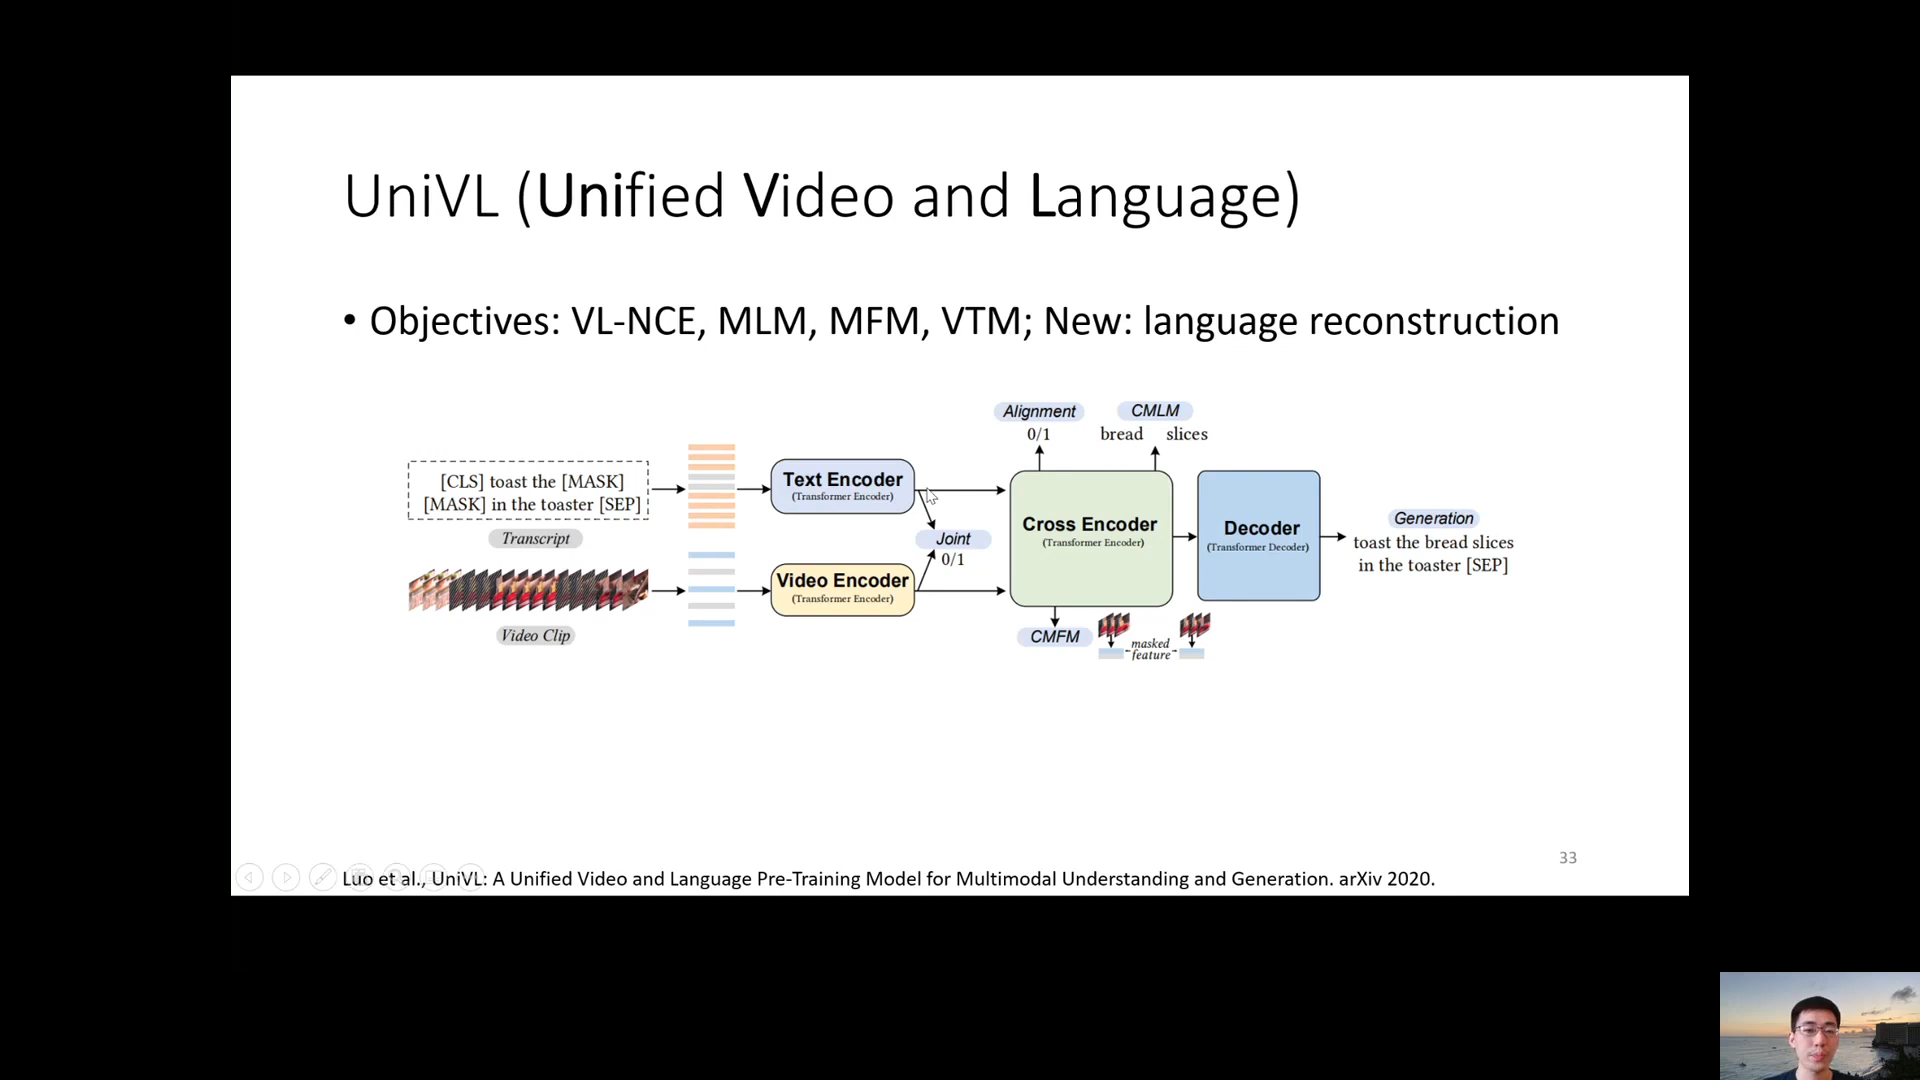 UniVL (Unified Video and Language)
• Objectives: VL-NCE, MLM, MFM, VTM; New: language reconstruction
Alignment
0/1
CMLM
bread slices
[CLS] toast the [MASK]
[MASK] in the toaster [SEP]
Transcript
Text Encoder
(Transformer Encoder)
Joint
0/1
Video Encoder
(Transformer Encoder)
Video Clip
Cross Encoder
(Transformer Encoder)
Decoder
(Transformer Decoder)
Generation
toast the bread slices
in the toaster [SEP]
CMFM
masked
feature
33
Luo et al., UniVL: A Unified Video and Language Pre-Training Model for Multimodal Understanding and Generation. arXiv 2020.